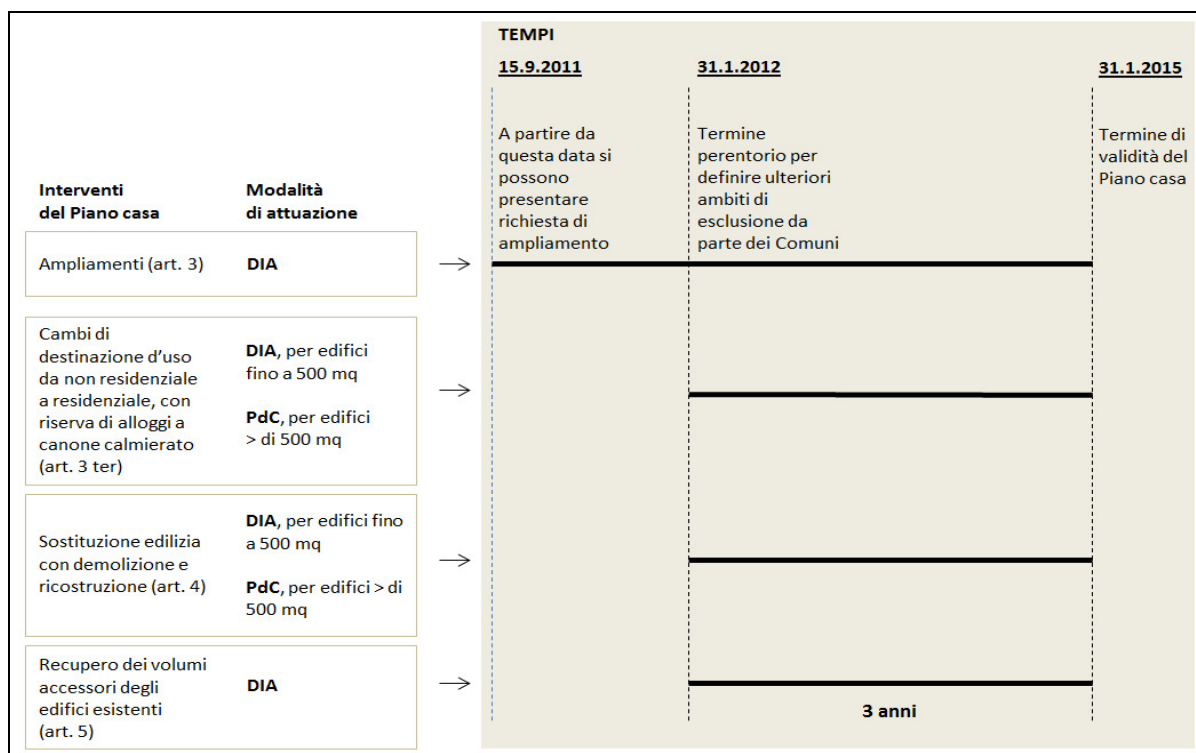 TEMPI
15.9.2011
31.1.2012
31.1.2015
A partire da
questa data si
possono
presentare
richiesta di
ampliamento
Termine
perentorio per
definire ulteriori
ambiti di
esclusione da
parte dei Comuni
Termine di
validità del
Piano casa
Interventi
del Piano casa
Modalità
di attuazione
Ampliamenti (art. 3)
DIA
Cambi di
destinazione d'uso
da non residenziale
a residenziale, con
riserva di alloggi a
canone calmierato
(art. 3 ter)
DIA, per edifici
fino a 500 mq
PdC, per edifici
> di 500 mq
Sostituzione edilizia
con demolizione e
ricostruzione (art. 4)
DIA, per edifici fino
a 500 mq
PdC, per edifici > di
500 mq
Recupero dei volumi
accessori degli
edifici esistenti
(art. 5)
DIA
3 anni